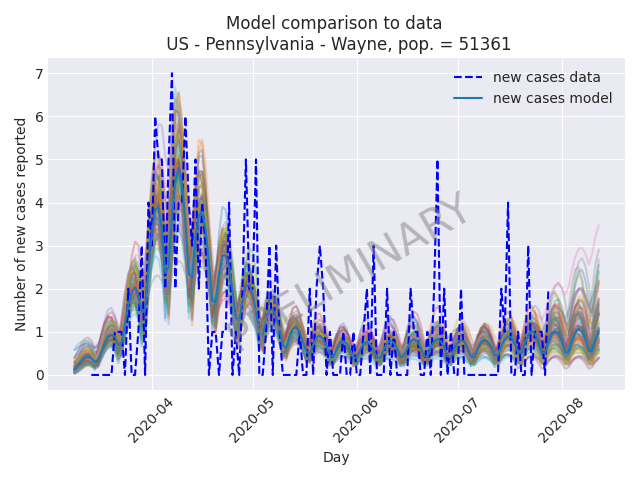 Model comparison to data
US - Pennsylvania - Wayne, pop. = 51361
new cases data
new cases model
Number of new cases reported
7
6
5
4
3
2
1
0
PRELIMINARY
2020-04
2020-05
2020-06
2020-07
2020-08
Day